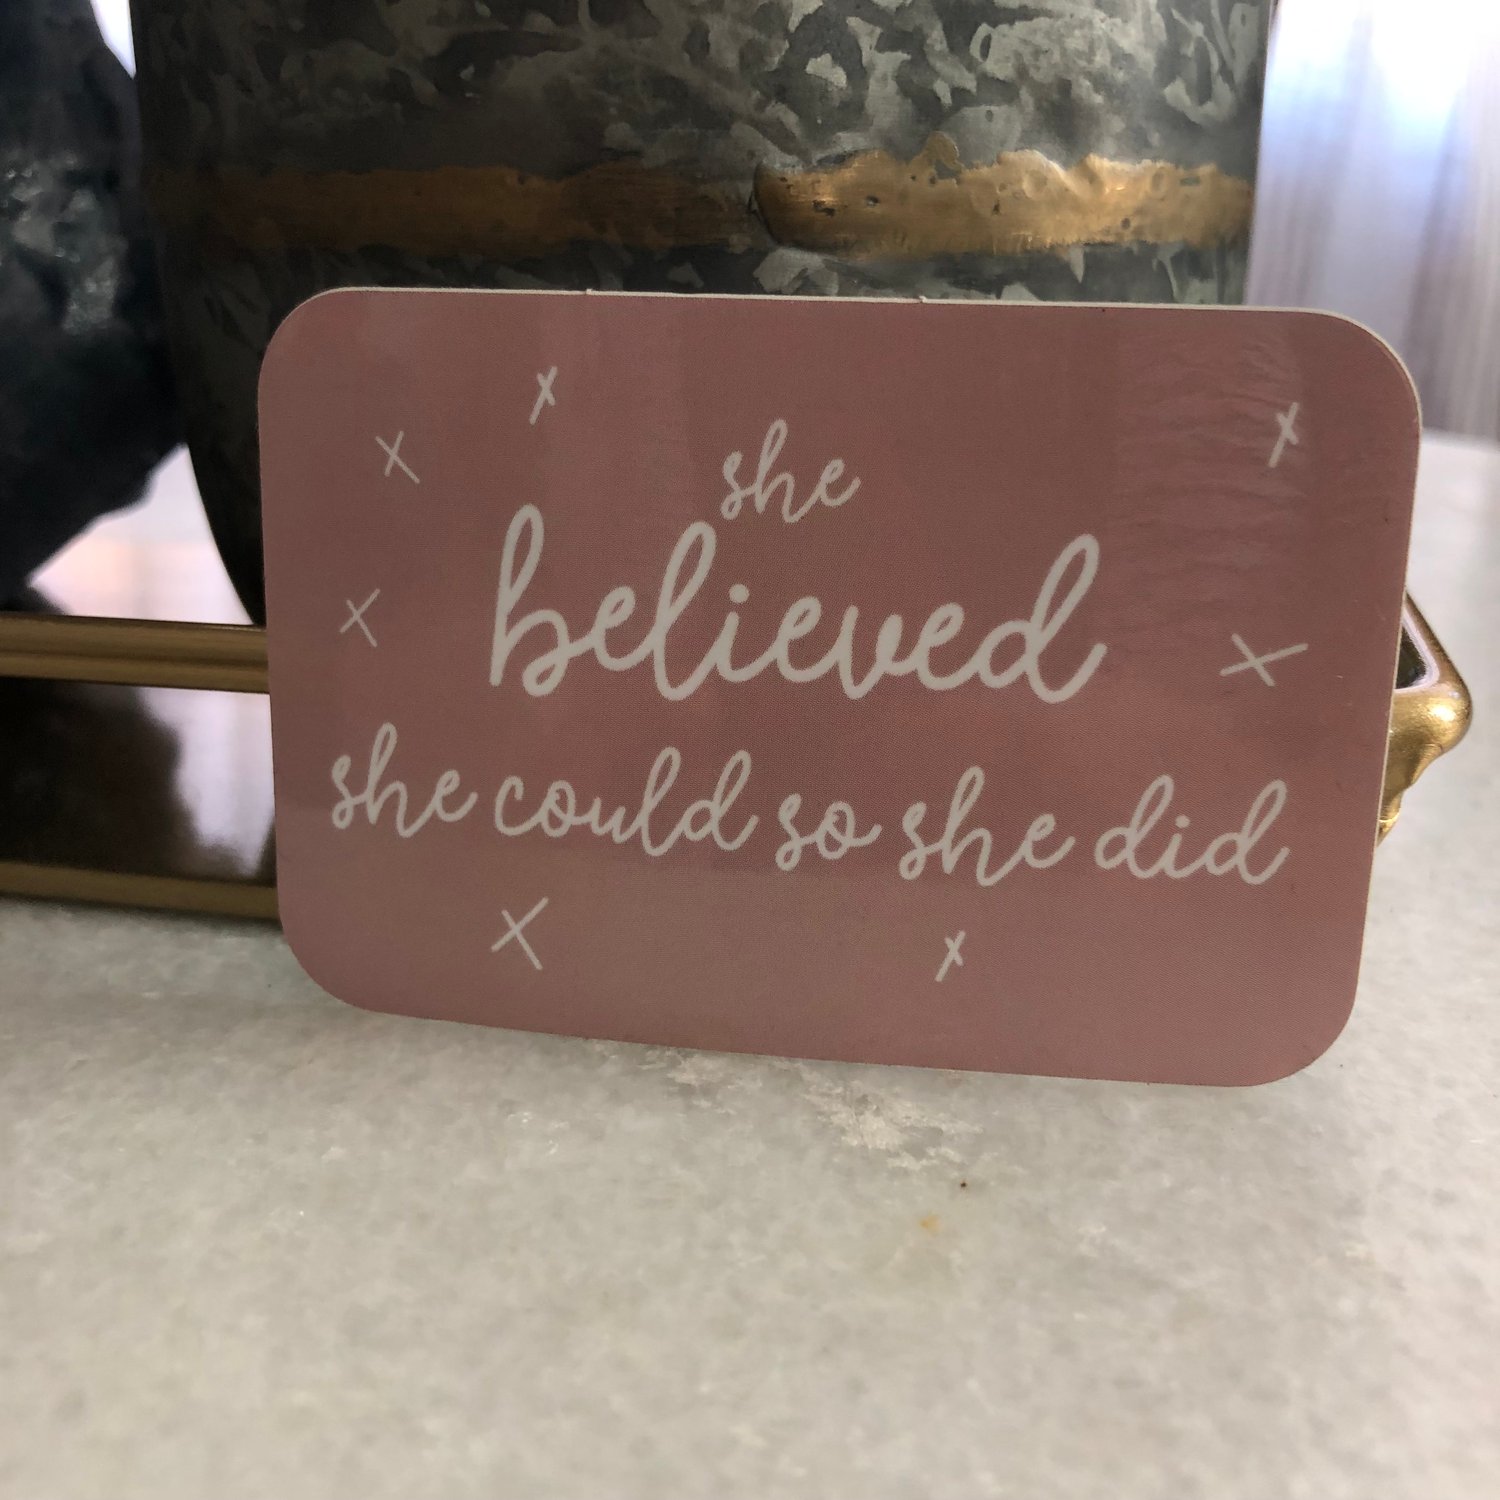 she
believed
she could so she did